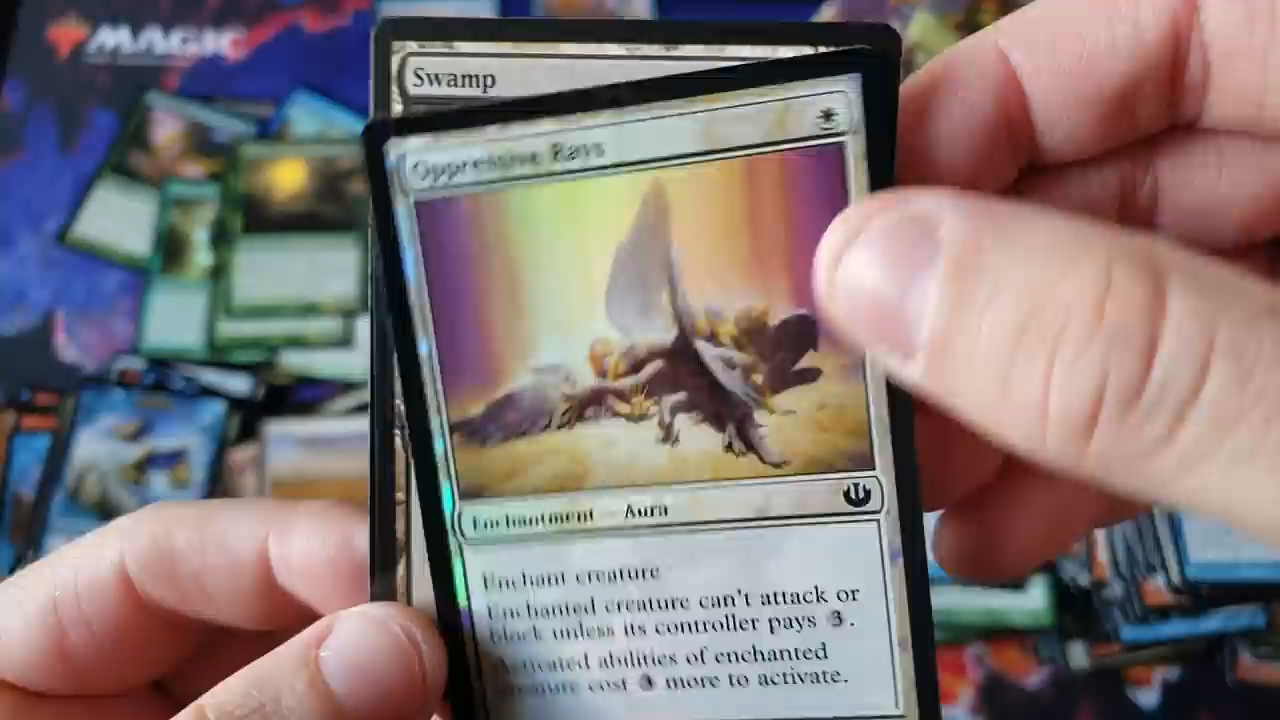 MAGIC
Swamp
Oppressive Rays
Enchantment — Aura
Enchant creature
Enchanted creature can't attack or
block unless its controller pays 3.
Activated abilities of enchanted
creature cost 3 more to activate.